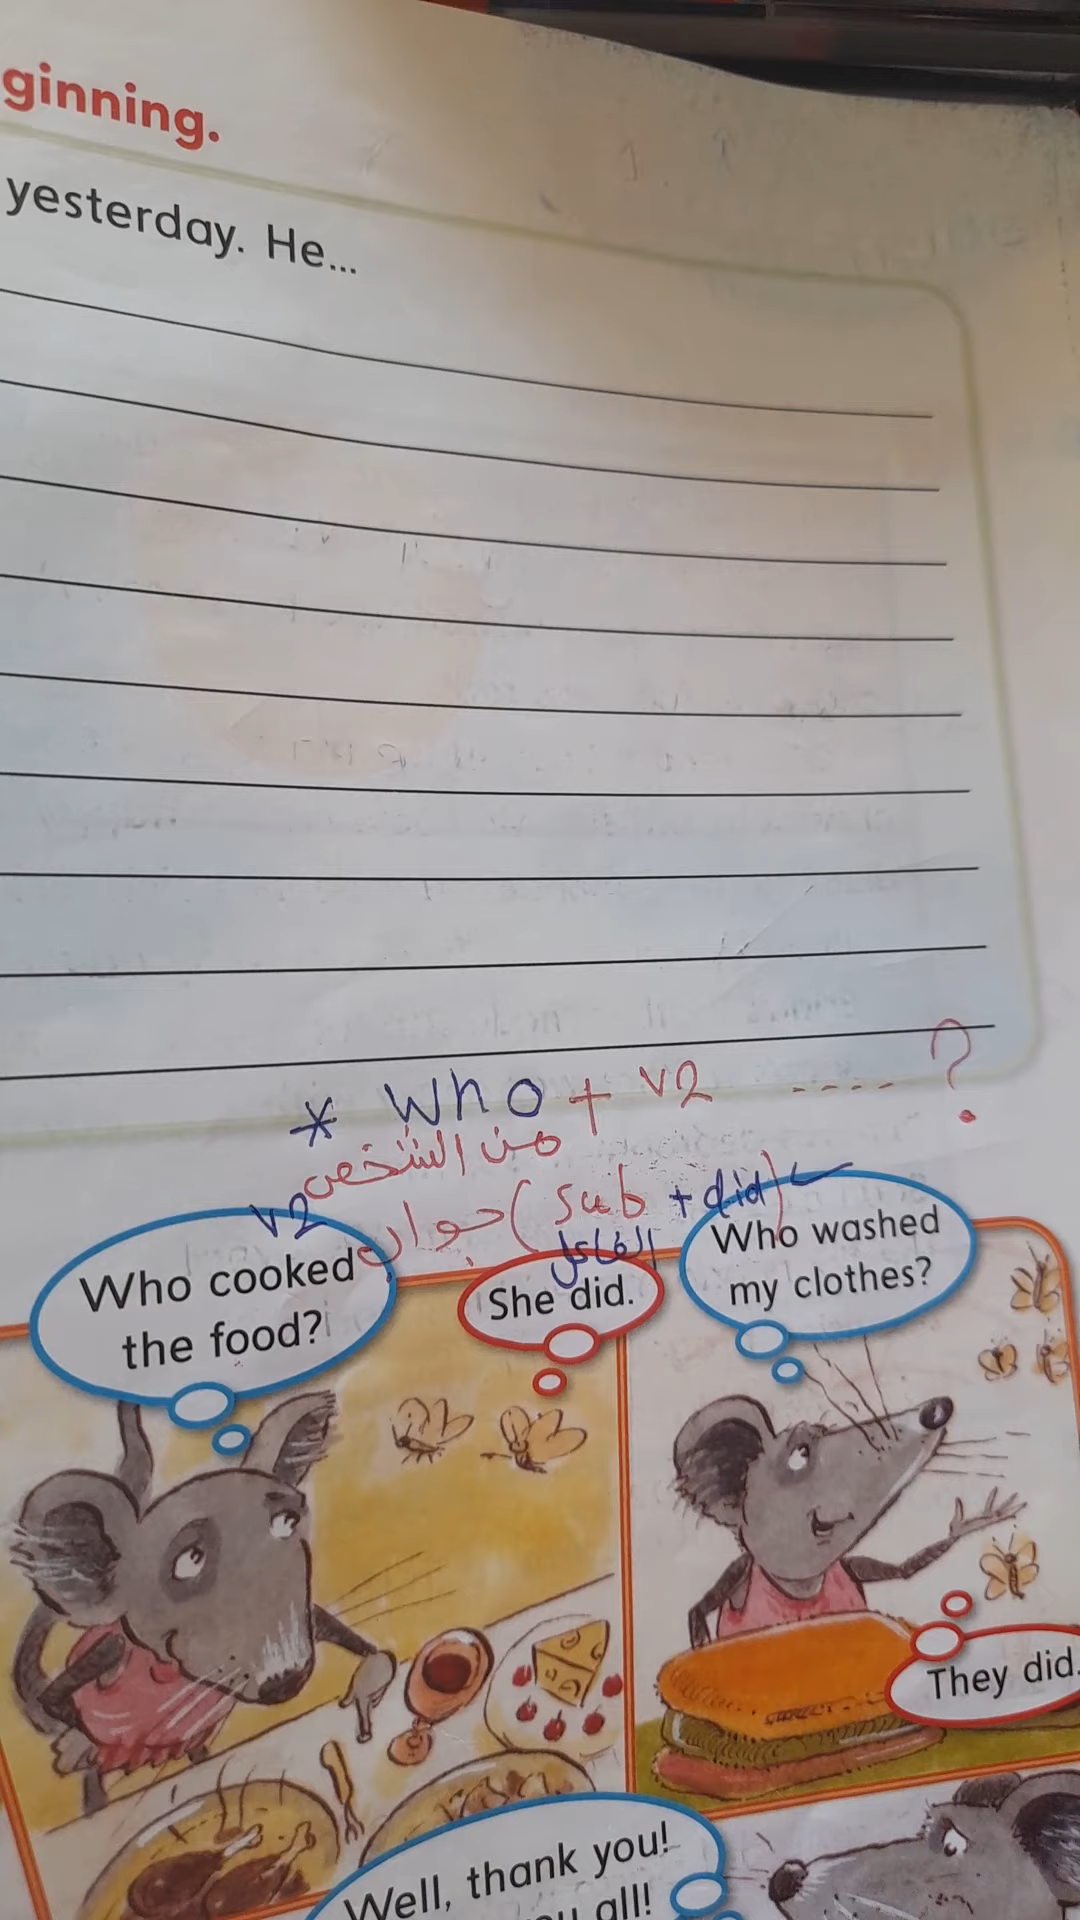 ginning.
yesterday. He...
* Who + v2 ---- ?
من الشخص
جواب (sub + did)
الفاعل
v2
Who cooked
the food?
She did.
Who washed
my clothes?
They did.
Well, thank you!
all!